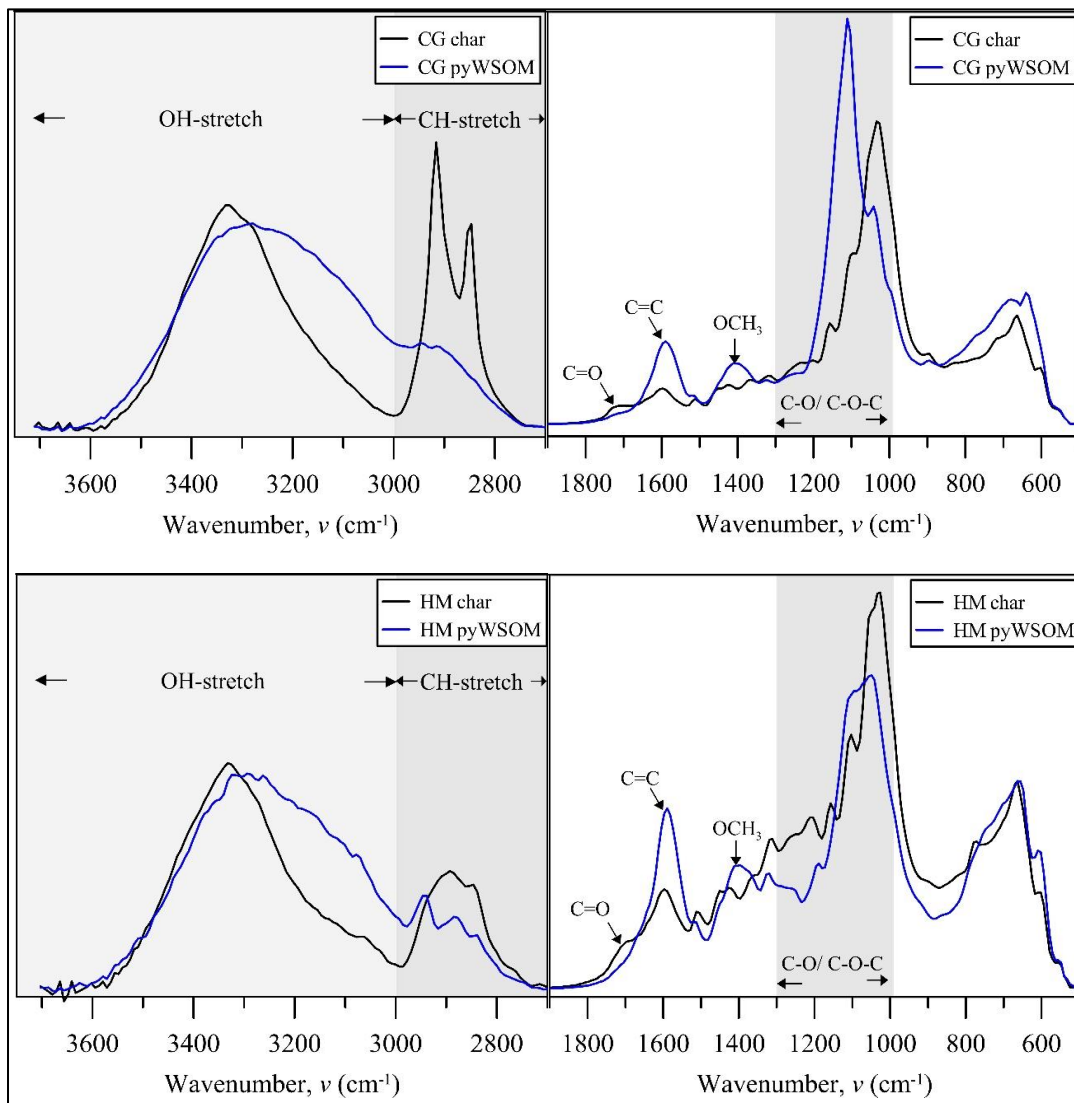 CG char
CG pyWSOM
OH-stretch
CH-stretch
3600 3400 3200 3000 2800
Wavenumber, v (cm-1)
CG char
CG pyWSOM
C=C
OCH3
C=O
C-O/ C-O-C
1800 1600 1400 1200 1000 800 600
Wavenumber, v (cm-1)
HM char
HM pyWSOM
OH-stretch
CH-stretch
3600 3400 3200 3000 2800
Wavenumber, v (cm-1)
HM char
HM pyWSOM
C=C
OCH3
C=O
C-O/ C-O-C
1800 1600 1400 1200 1000 800 600
Wavenumber, v (cm-1)